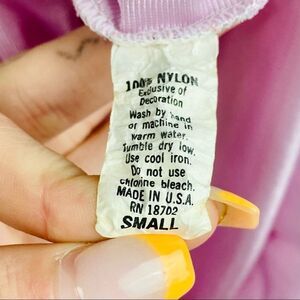 100% NYLON
Exclusive of
Decoration
Wash by hand
or machine in
warm water.
Tumble dry low.
Use cool iron.
Do not use
chlorine bleach.
MADE IN U.S.A.
RN 18702
SMALL